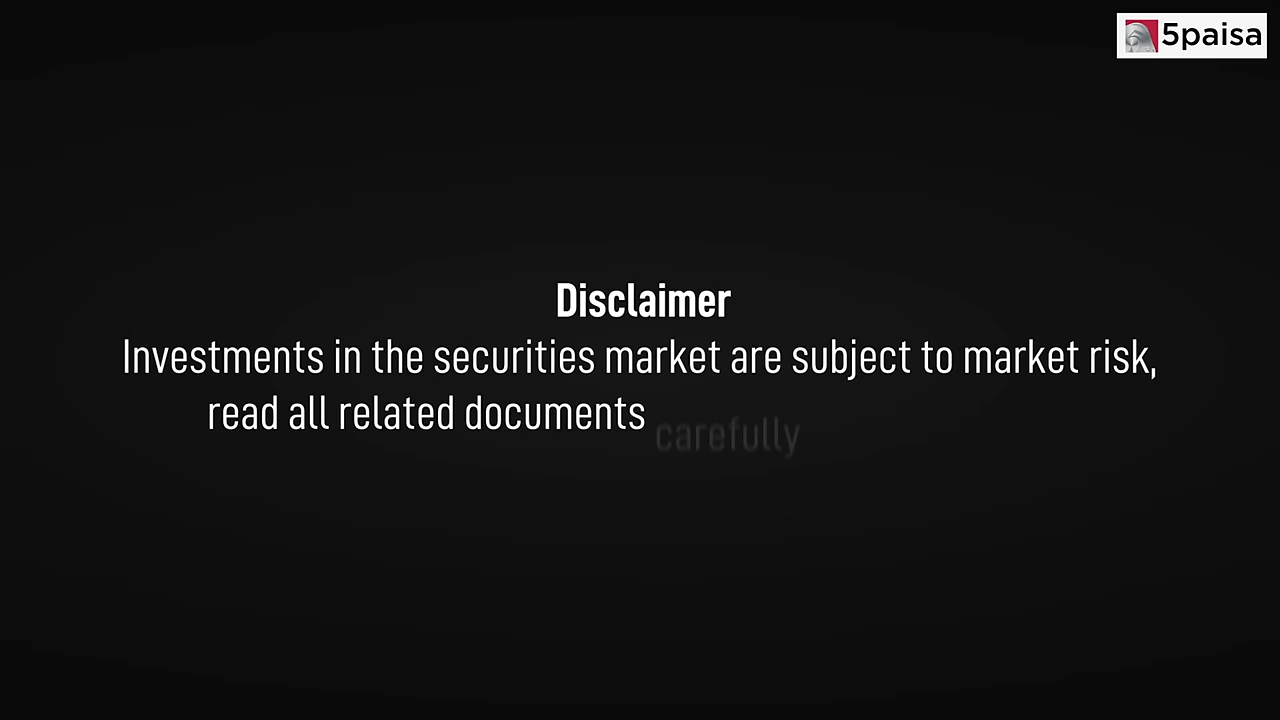 5paisa
Disclaimer
Investments in the securities market are subject to market risk,
read all related documents carefully